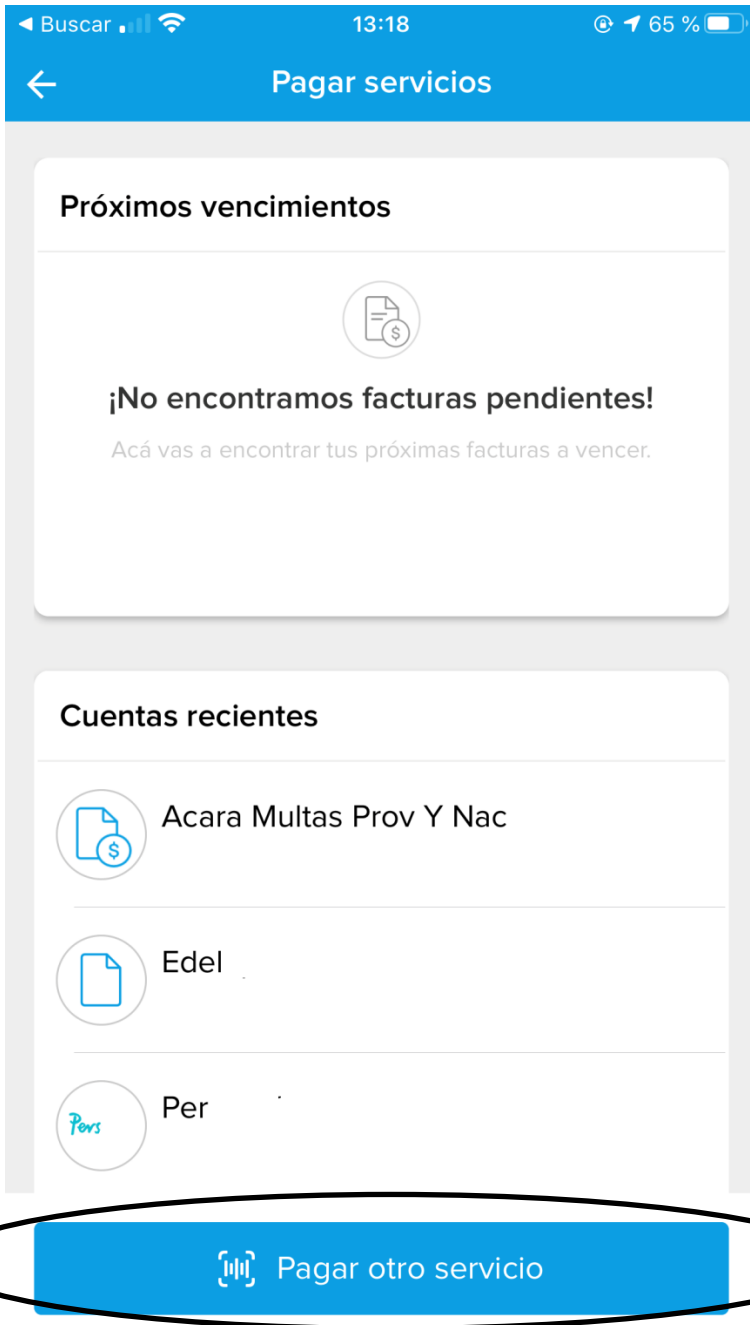 Buscar
13:18
65 %
Pagar servicios
Próximos vencimientos
$
¡No encontramos facturas pendientes!
Acá vas a encontrar tus próximas facturas a vencer.
Cuentas recientes
$
Acara Multas Prov Y Nac
Edel
Pers
Per
Pagar otro servicio